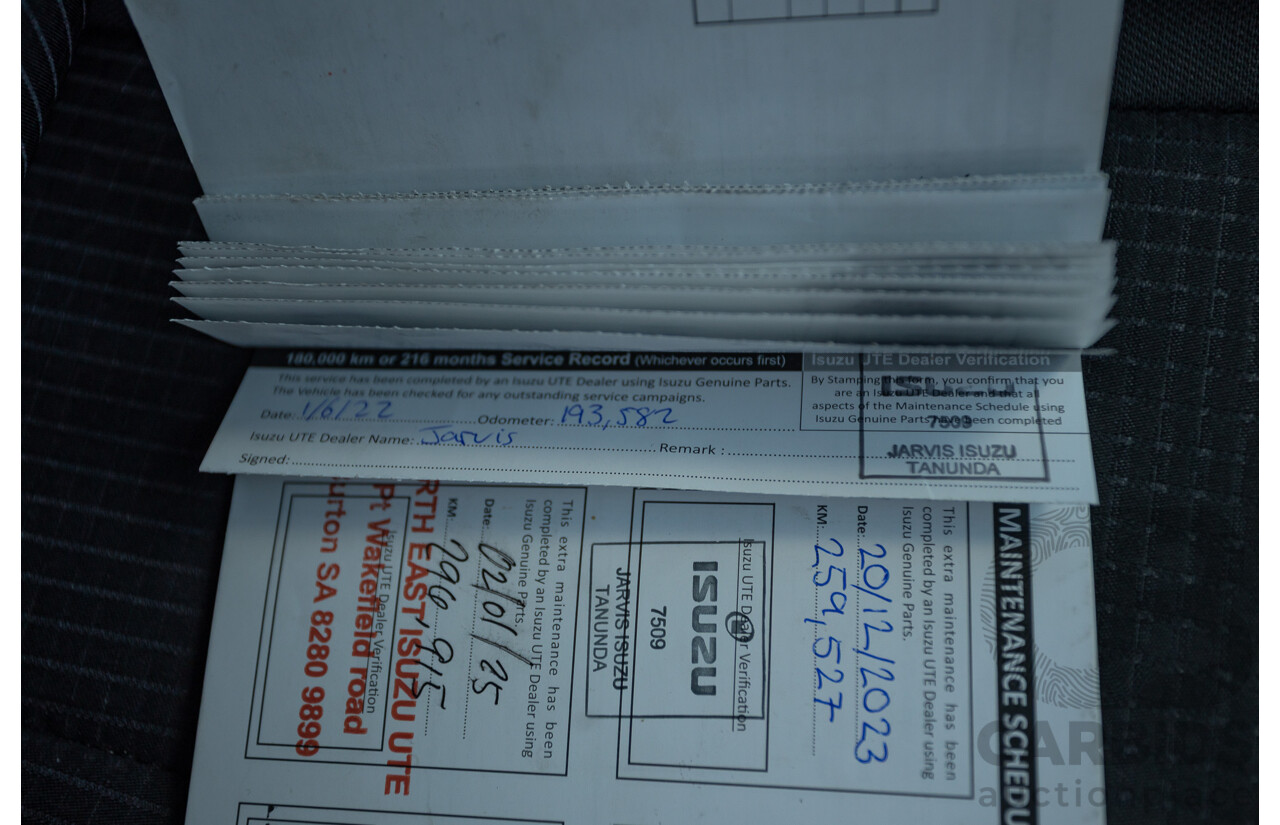 180,000 km or 216 months Service Record (Whichever occurs first)
Isuzu UTE Dealer Verification
This service has been completed by an Isuzu UTE Dealer using Isuzu Genuine Parts.
The Vehicle has been checked for any outstanding service campaigns.
By Stamping this form, you confirm that you
are an Isuzu UTE Dealer and that all
aspects of the Maintenance Schedule using
Isuzu Genuine Parts have been completed
Date: 1/6/22 Odometer: 193,582
Isuzu UTE Dealer Name: Jarvis Remark :
Signed:
ISUZU
7509
JARVIS ISUZU
TANUNDA
MAINTENANCE SCHEDU
This extra maintenance has been
completed by an Isuzu UTE Dealer using
Isuzu Genuine Parts.
Date: 20/12/2023
KM: 259,527
Isuzu UTE Dealer Verification
ISUZU
7509
JARVIS ISUZU
TANUNDA
This extra maintenance has been
completed by an Isuzu UTE Dealer using
Isuzu Genuine Parts.
Date: 02/01/25
KM: 296,915
Isuzu UTE Dealer Verification
RTH EAST ISUZU UTE
Pt Wakefield road
urton SA 8280 9899
CARBIDS
auctionplace